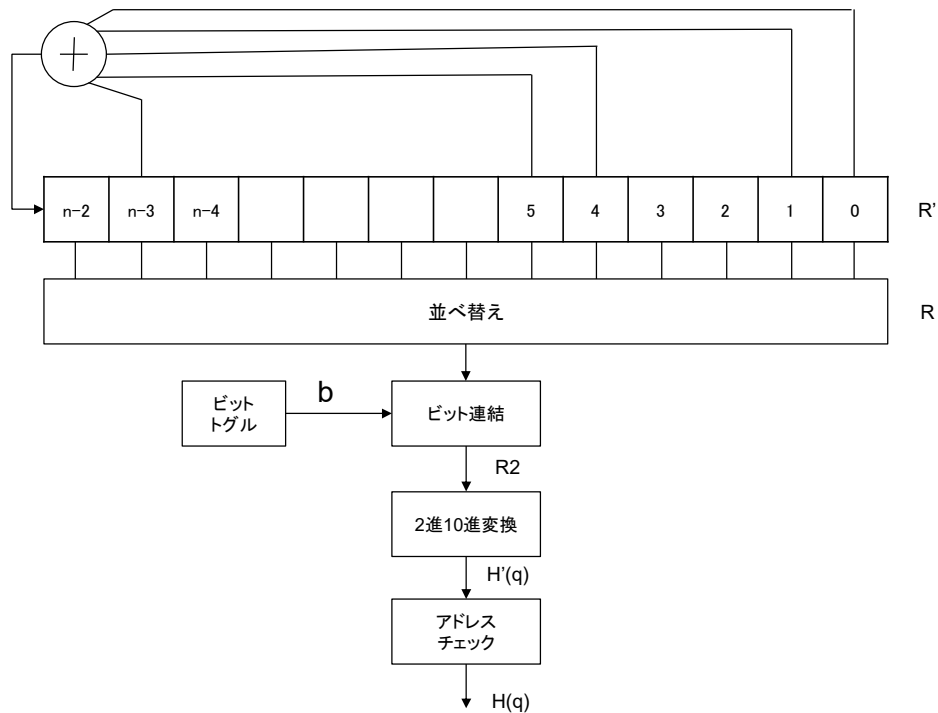 n-2 n-3 n-4 5 4 3 2 1 0 R'
並べ替え R
ビット
トグル
b
ビット連結
R2
2進10進変換
H'(q)
アドレス
チェック
H(q)